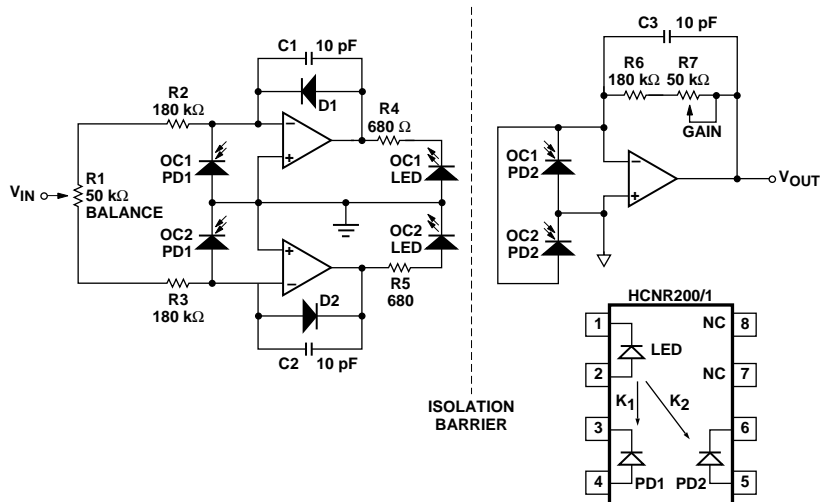 C1
10 pF
D1
R2
180 kΩ
R4
680 Ω
OC1
PD1
OC1
LED
V_IN
R1
50 kΩ
BALANCE
−
+
OC2
PD1
OC2
LED
+
−
R3
180 kΩ
R5
680
D2
C2
10 pF
ISOLATION
BARRIER
C3
10 pF
R6
180 kΩ
R7
50 kΩ
GAIN
OC1
PD2
OC2
PD2
−
+
V_OUT
HCNR200/1
1
LED
NC
8
2
NC
7
K1
K2
3
6
4
PD1
PD2
5